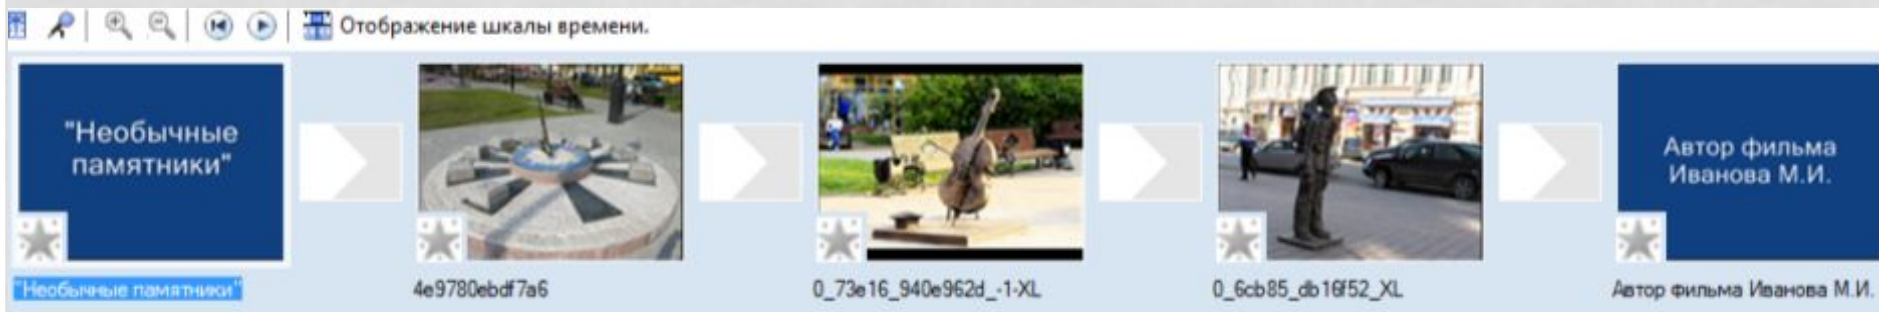 Отображение шкалы времени.
"Необычные
памятники"
Автор фильма
Иванова М.И.
"Необычные памятники"
4e9780ebdf7a6
0_73e16_940e962d_-1-XL
0_6cb85_db16f52_XL
Автор фильма Иванова М.И.